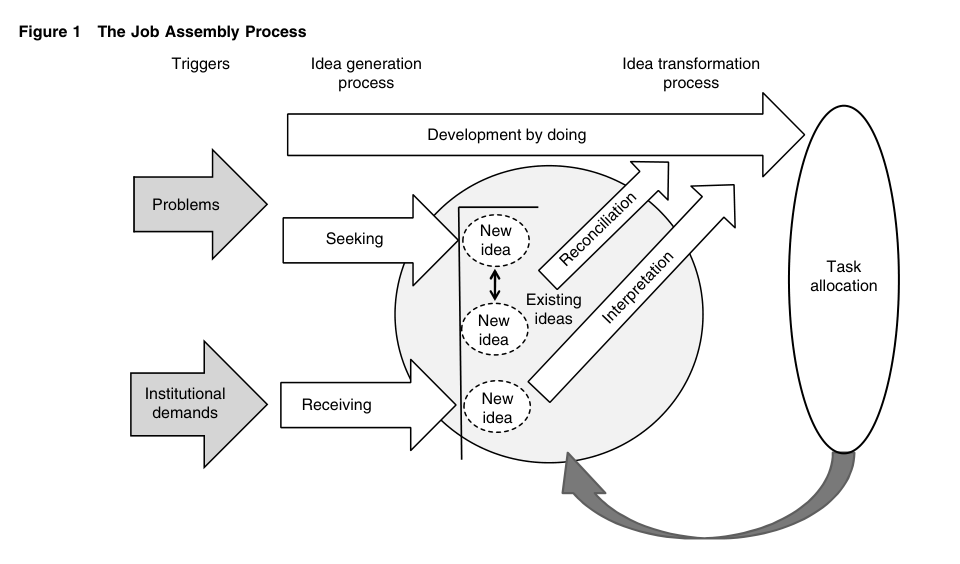 Figure 1 The Job Assembly Process
Triggers
Idea generation
process
Idea transformation
process
Development by doing
Problems
Seeking
New
idea
Reconciliation
Existing
ideas
New
idea
Interpretation
Task
allocation
Institutional
demands
Receiving
New
idea